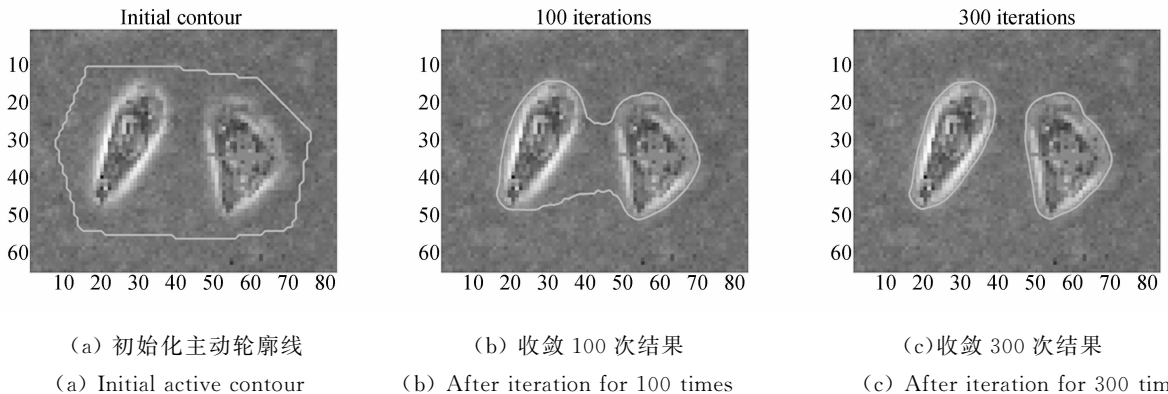 Initial contour
10
20
30
40
50
60
10 20 30 40 50 60 70 80
(a) 初始化主动轮廓线
(a) Initial active contour
100 iterations
10
20
30
40
50
60
10 20 30 40 50 60 70 80
(b) 收敛 100 次结果
(b) After iteration for 100 times
300 iterations
10
20
30
40
50
60
10 20 30 40 50 60 70 80
(c)收敛 300 次结果
(c) After iteration for 300 tim